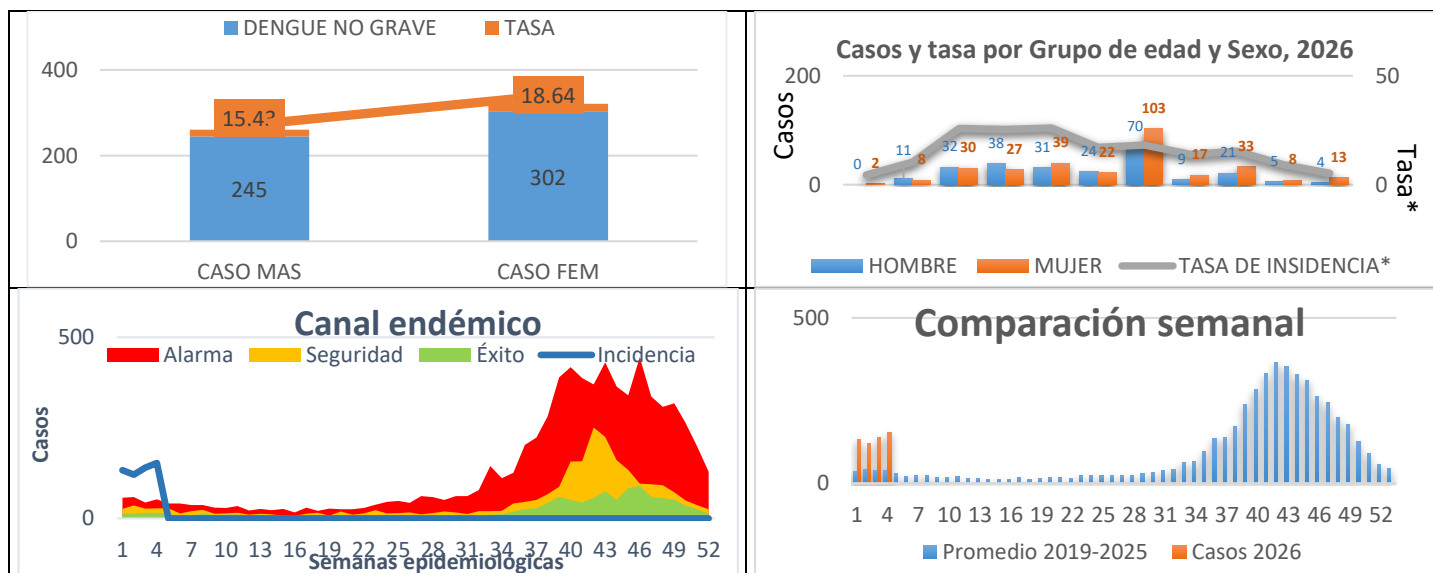 DENGUE NO GRAVE TASA
400
200
0
15.43
18.64
245
302
CASO MAS CASO FEM
Casos y tasa por Grupo de edad y Sexo, 2026
200
0
Casos
50
0
Tasa*
0 11 32 38 31 24 70 9 21 5 4
2 8 30 27 39 22 103 17 33 8 13
HOMBRE MUJER TASA DE INSIDENCIA*
Canal endémico
500
0
Casos
Alarma Seguridad Éxito Incidencia
1 4 7 10 13 16 19 22 25 28 31 34 37 40 43 46 49 52
Semanas epidemiológicas
Comparación semanal
500
0
1 4 7 10 13 16 19 22 25 28 31 34 37 40 43 46 49 52
Promedio 2019-2025 Casos 2026